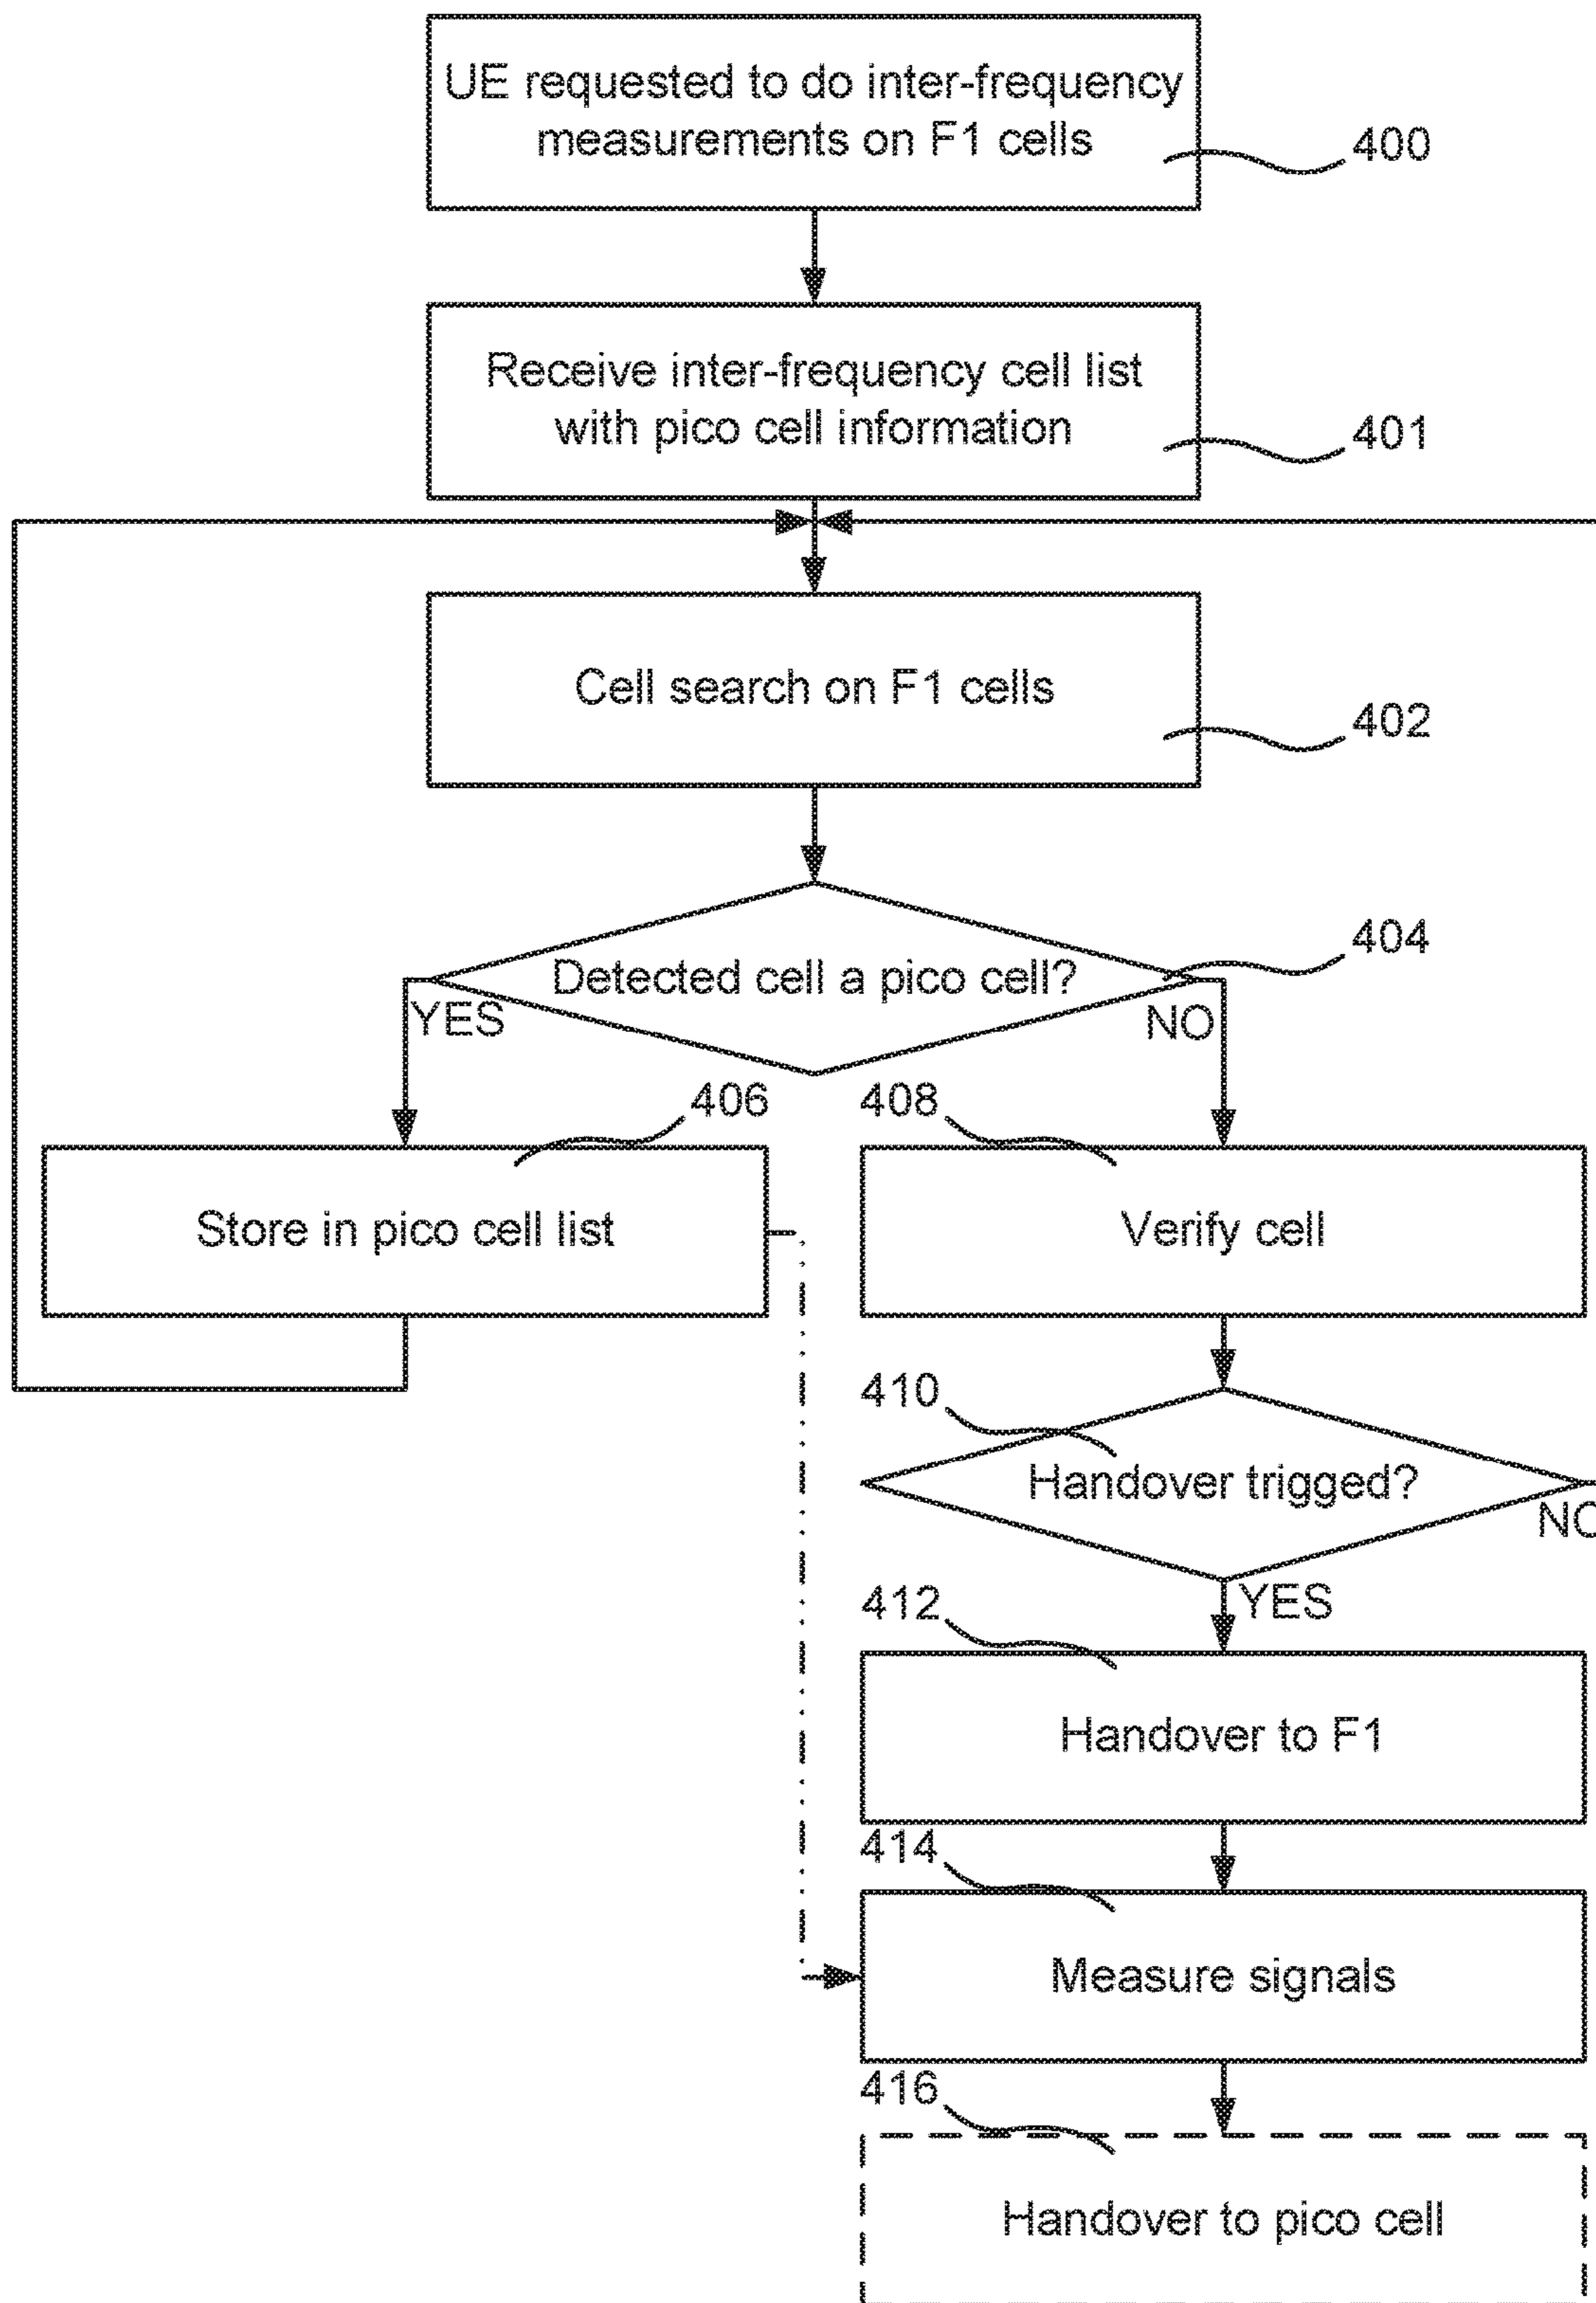 UE requested to do inter-frequency
measurements on F1 cells
400
Receive inter-frequency cell list
with pico cell information
401
Cell search on F1 cells
402
404
Detected cell a pico cell?
YES
NO
406
408
Store in pico cell list
Verify cell
410
Handover trigged?
NO
YES
412
Handover to F1
414
Measure signals
416
Handover to pico cell